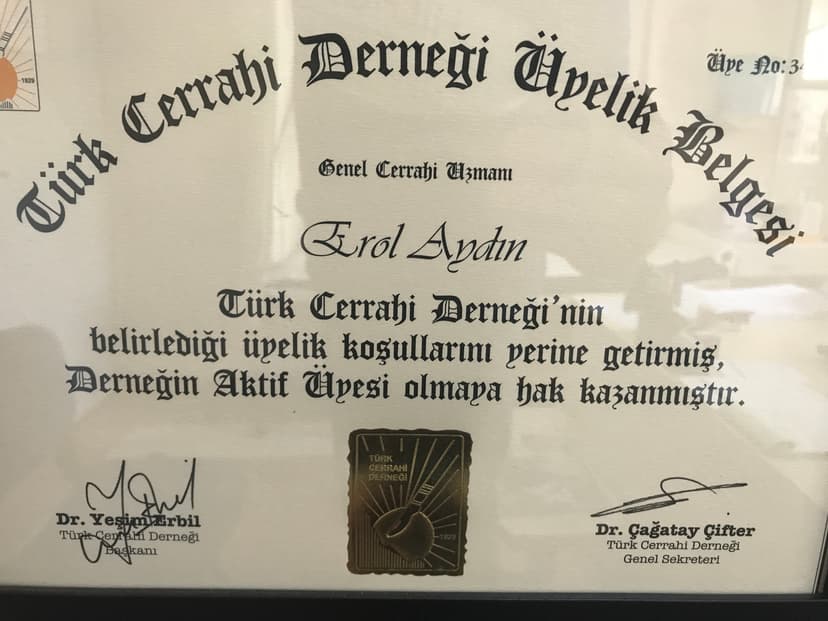 Türk Cerrahi Derneği Üyelik Belgesi
Üye No:34
Genel Cerrahi Uzmanı
Erol Aydın
Türk Cerrahi Derneği'nin
belirlediği üyelik koşullarını yerine getirmiş,
Derneğin Aktif Üyesi olmaya hak kazanmıştır.
TÜRK
CERRAHİ
DERNEĞİ
1929
Dr. Yeşim Erbil
Türk Cerrahi Derneği
Başkanı
Dr. Çağatay Çifter
Türk Cerrahi Derneği
Genel Sekreteri